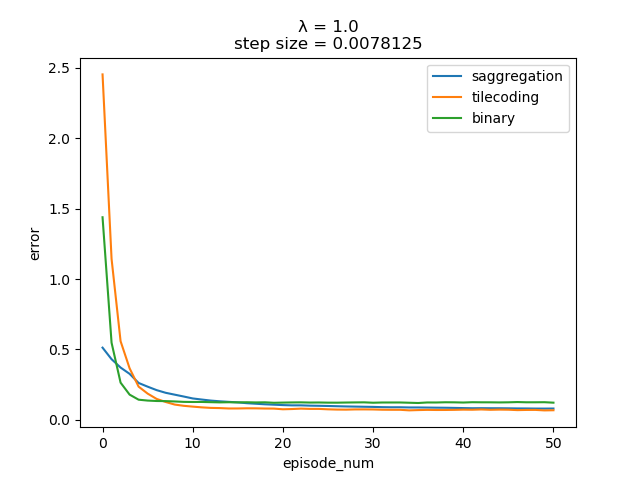 λ = 1.0
step size = 0.0078125
2.5
2.0
1.5
1.0
0.5
0.0
error
saggregation
tilecoding
binary
0
10
20
30
40
50
episode_num